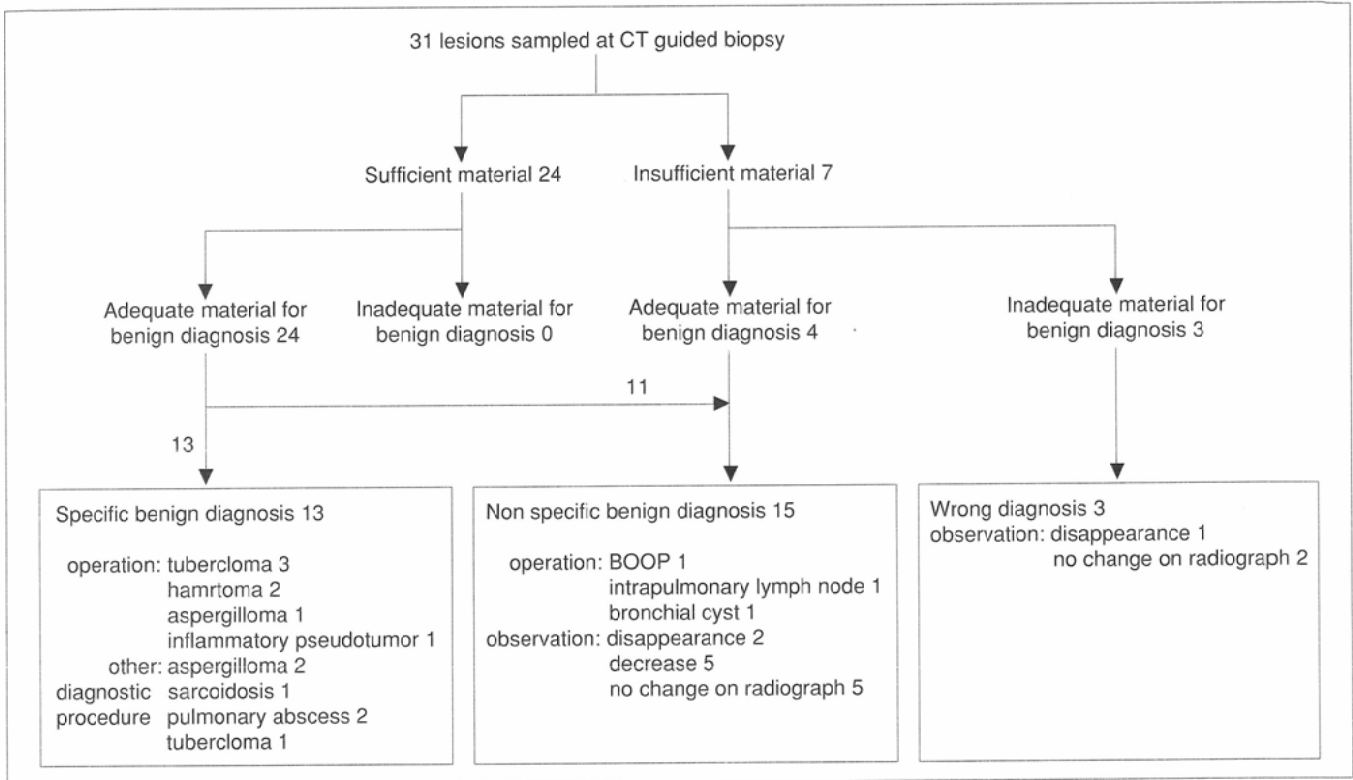 31 lesions sampled at CT guided biopsy
Sufficient material 24
Insufficient material 7
Adequate material for
benign diagnosis 24
Inadequate material for
benign diagnosis 0
Adequate material for
benign diagnosis 4
Inadequate material for
benign diagnosis 3
11
13
Specific benign diagnosis 13
operation: tubercloma 3
hamrtoma 2
aspergilloma 1
inflammatory pseudotumor 1
other: aspergilloma 2
diagnostic sarcoidosis 1
procedure pulmonary abscess 2
tubercloma 1
Non specific benign diagnosis 15
operation: BOOP 1
intrapulmonary lymph node 1
bronchial cyst 1
observation: disappearance 2
decrease 5
no change on radiograph 5
Wrong diagnosis 3
observation: disappearance 1
no change on radiograph 2